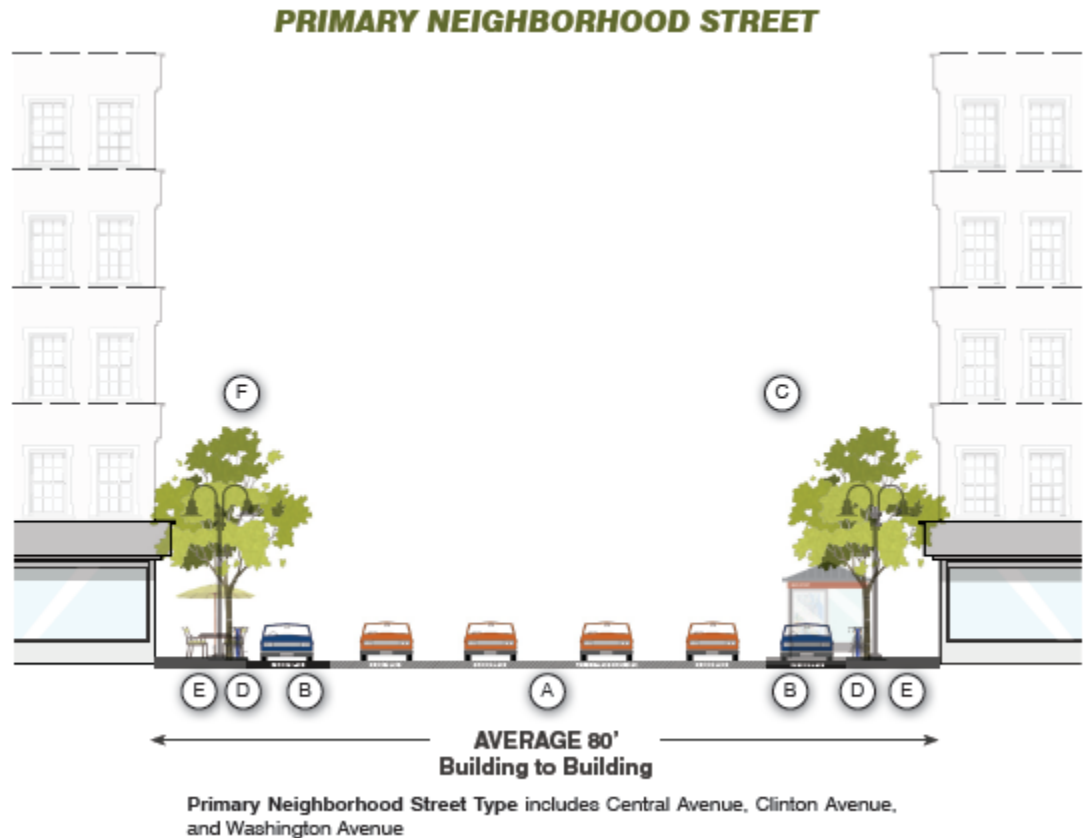 PRIMARY NEIGHBORHOOD STREET
F
C
E
D
B
A
B
D
E
AVERAGE 80'
Building to Building
Primary Neighborhood Street Type includes Central Avenue, Clinton Avenue,
and Washington Avenue